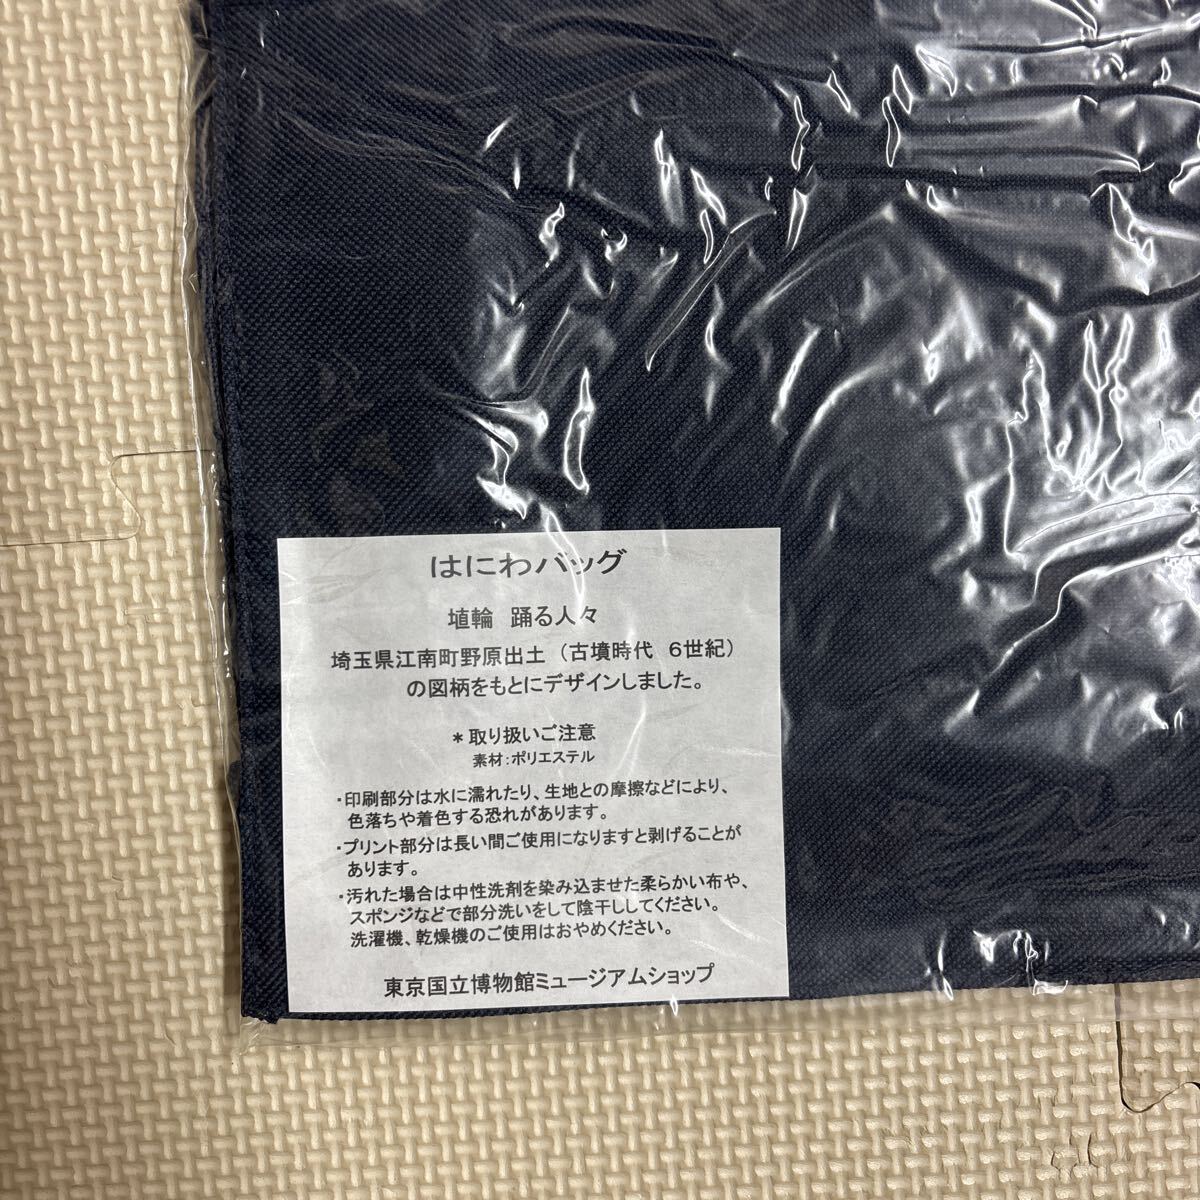 はにわバッグ
埴輪　踊る人々
埼玉県江南町野原出土（古墳時代　６世紀）
の図柄をもとにデザインしました。
＊取り扱いご注意
素材：ポリエステル
・印刷部分は水に濡れたり、生地との摩擦などにより、
色落ちや着色する恐れがあります。
・プリント部分は長い間ご使用になりますと剥げることが
あります。
・汚れた場合は中性洗剤を染み込ませた柔らかい布や、
スポンジなどで部分洗いをして陰干ししてください。
洗濯機、乾燥機のご使用はおやめください。
東京国立博物館ミュージアムショップ